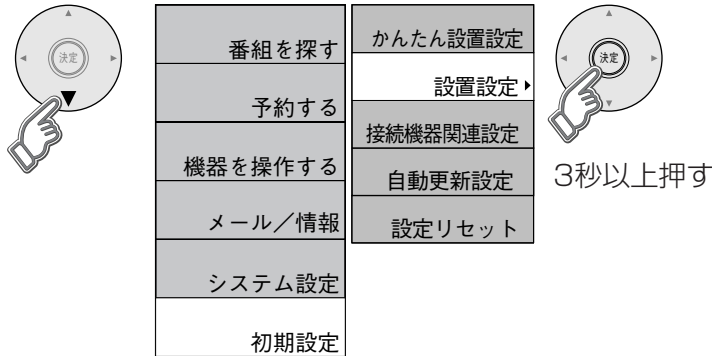 決定
番組を探す
予約する
機器を操作する
メール／情報
システム設定
初期設定
かんたん設置設定
設置設定
接続機器関連設定
自動更新設定
設定リセット
決定
3秒以上押す